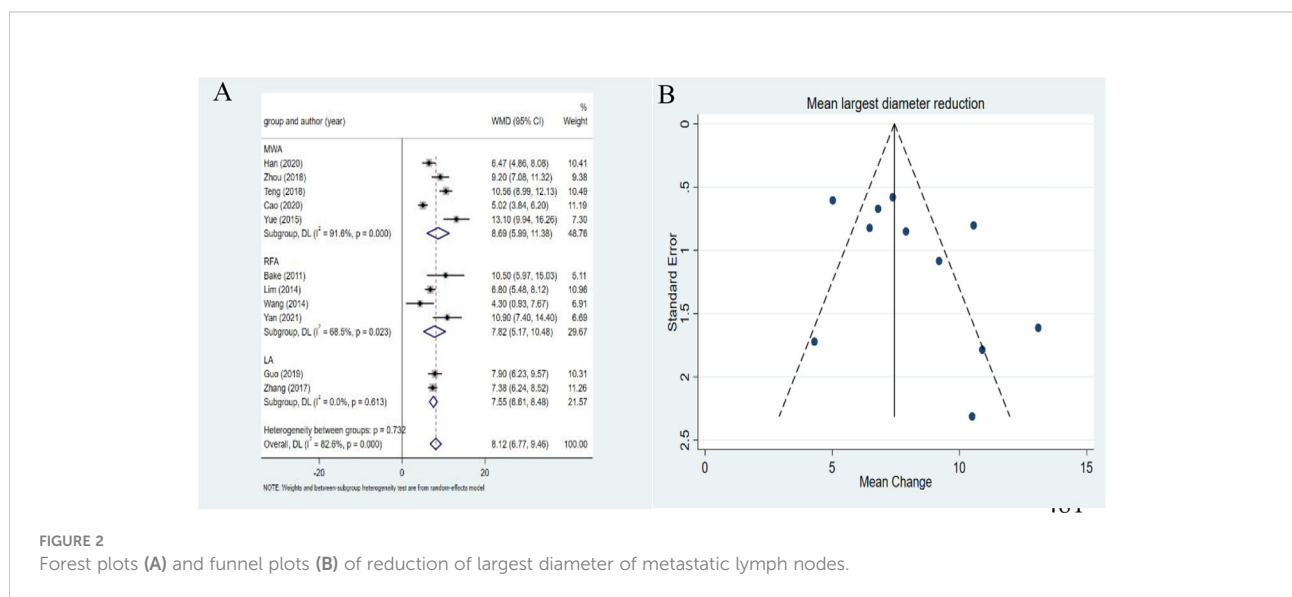 A
%
group and author (year) WMD (95% CI) Weight
MWA
Han (2020) 6.47 (4.86, 8.08) 10.41
Zhou (2018) 9.20 (7.08, 11.32) 9.38
Teng (2018) 10.56 (8.99, 12.13) 10.49
Cao (2020) 5.02 (3.84, 6.20) 11.19
Yue (2015) 13.10 (9.94, 16.26) 7.30
Subgroup, DL (I² = 91.6%, p = 0.000) 8.69 (5.99, 11.38) 48.76
RFA
Bake (2011) 10.50 (5.97, 15.03) 5.11
Lim (2014) 6.80 (5.48, 8.12) 10.96
Wang (2014) 4.30 (0.93, 7.67) 6.91
Yan (2021) 10.90 (7.40, 14.40) 6.69
Subgroup, DL (I² = 68.5%, p = 0.023) 7.82 (5.17, 10.48) 29.67
LA
Guo (2019) 7.90 (6.23, 9.57) 10.31
Zhang (2017) 7.38 (6.24, 8.52) 11.26
Subgroup, DL (I² = 0.0%, p = 0.613) 7.55 (6.61, 8.48) 21.57
Heterogeneity between groups: p = 0.732
Overall, DL (I² = 82.6%, p = 0.000) 8.12 (6.77, 9.46) 100.00
-20 0 20
NOTE: Weights and between-subgroup heterogeneity test are from random-effects model
B
Mean largest diameter reduction
Standard Error
0
.5
1
1.5
2
2.5
0 5 10 15
Mean Change
FIGURE 2
Forest plots (A) and funnel plots (B) of reduction of largest diameter of metastatic lymph nodes.